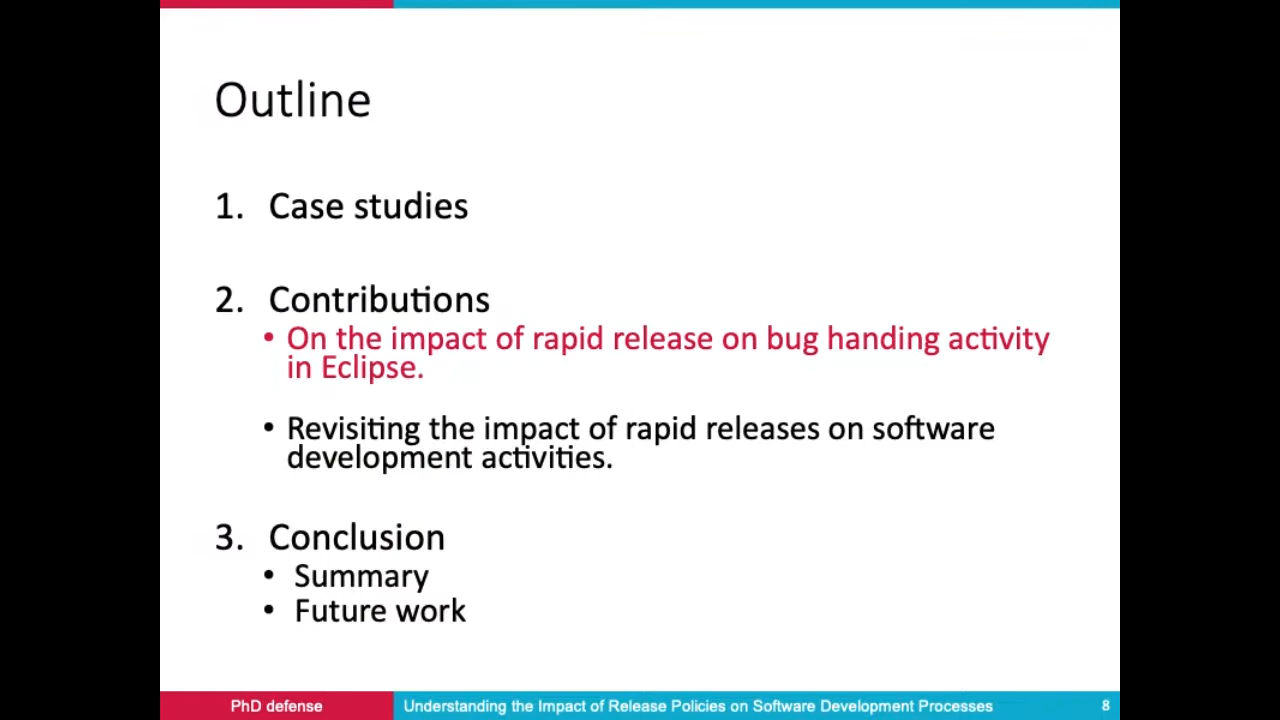 Outline
1. Case studies
2. Contributions
• On the impact of rapid release on bug handing activity
in Eclipse.
• Revisiting the impact of rapid releases on software
development activities.
3. Conclusion
• Summary
• Future work
PhD defense
Understanding the Impact of Release Policies on Software Development Processes
8